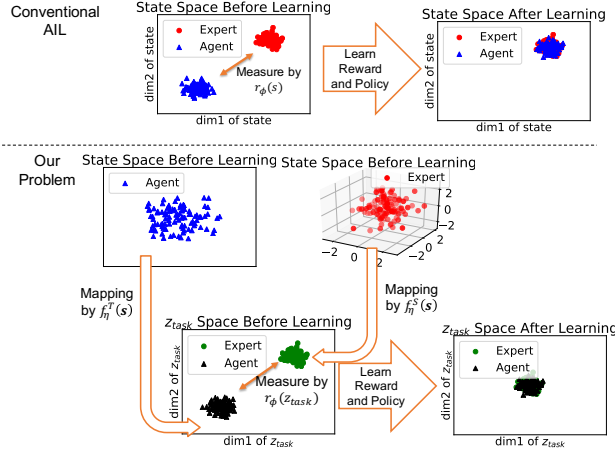 Conventional
AIL
State Space Before Learning
Expert
Agent
Measure by
r_ϕ(s)
dim2 of state
dim1 of state
Learn
Reward
and Policy
State Space After Learning
Expert
Agent
dim2 of state
dim1 of state
Our
Problem
State Space Before Learning
Agent
State Space Before Learning
Expert
2
0
−2
−2
0
2
−2
0
2
Mapping
by f_η^T(s)
Mapping
by f_η^S(s)
z_task Space Before Learning
Expert
Agent
Measure by
r_ϕ(z_task)
dim2 of z_task
dim1 of z_task
Learn
Reward
and Policy
z_task Space After Learning
Expert
Agent
dim2 of z_task
dim1 of z_task